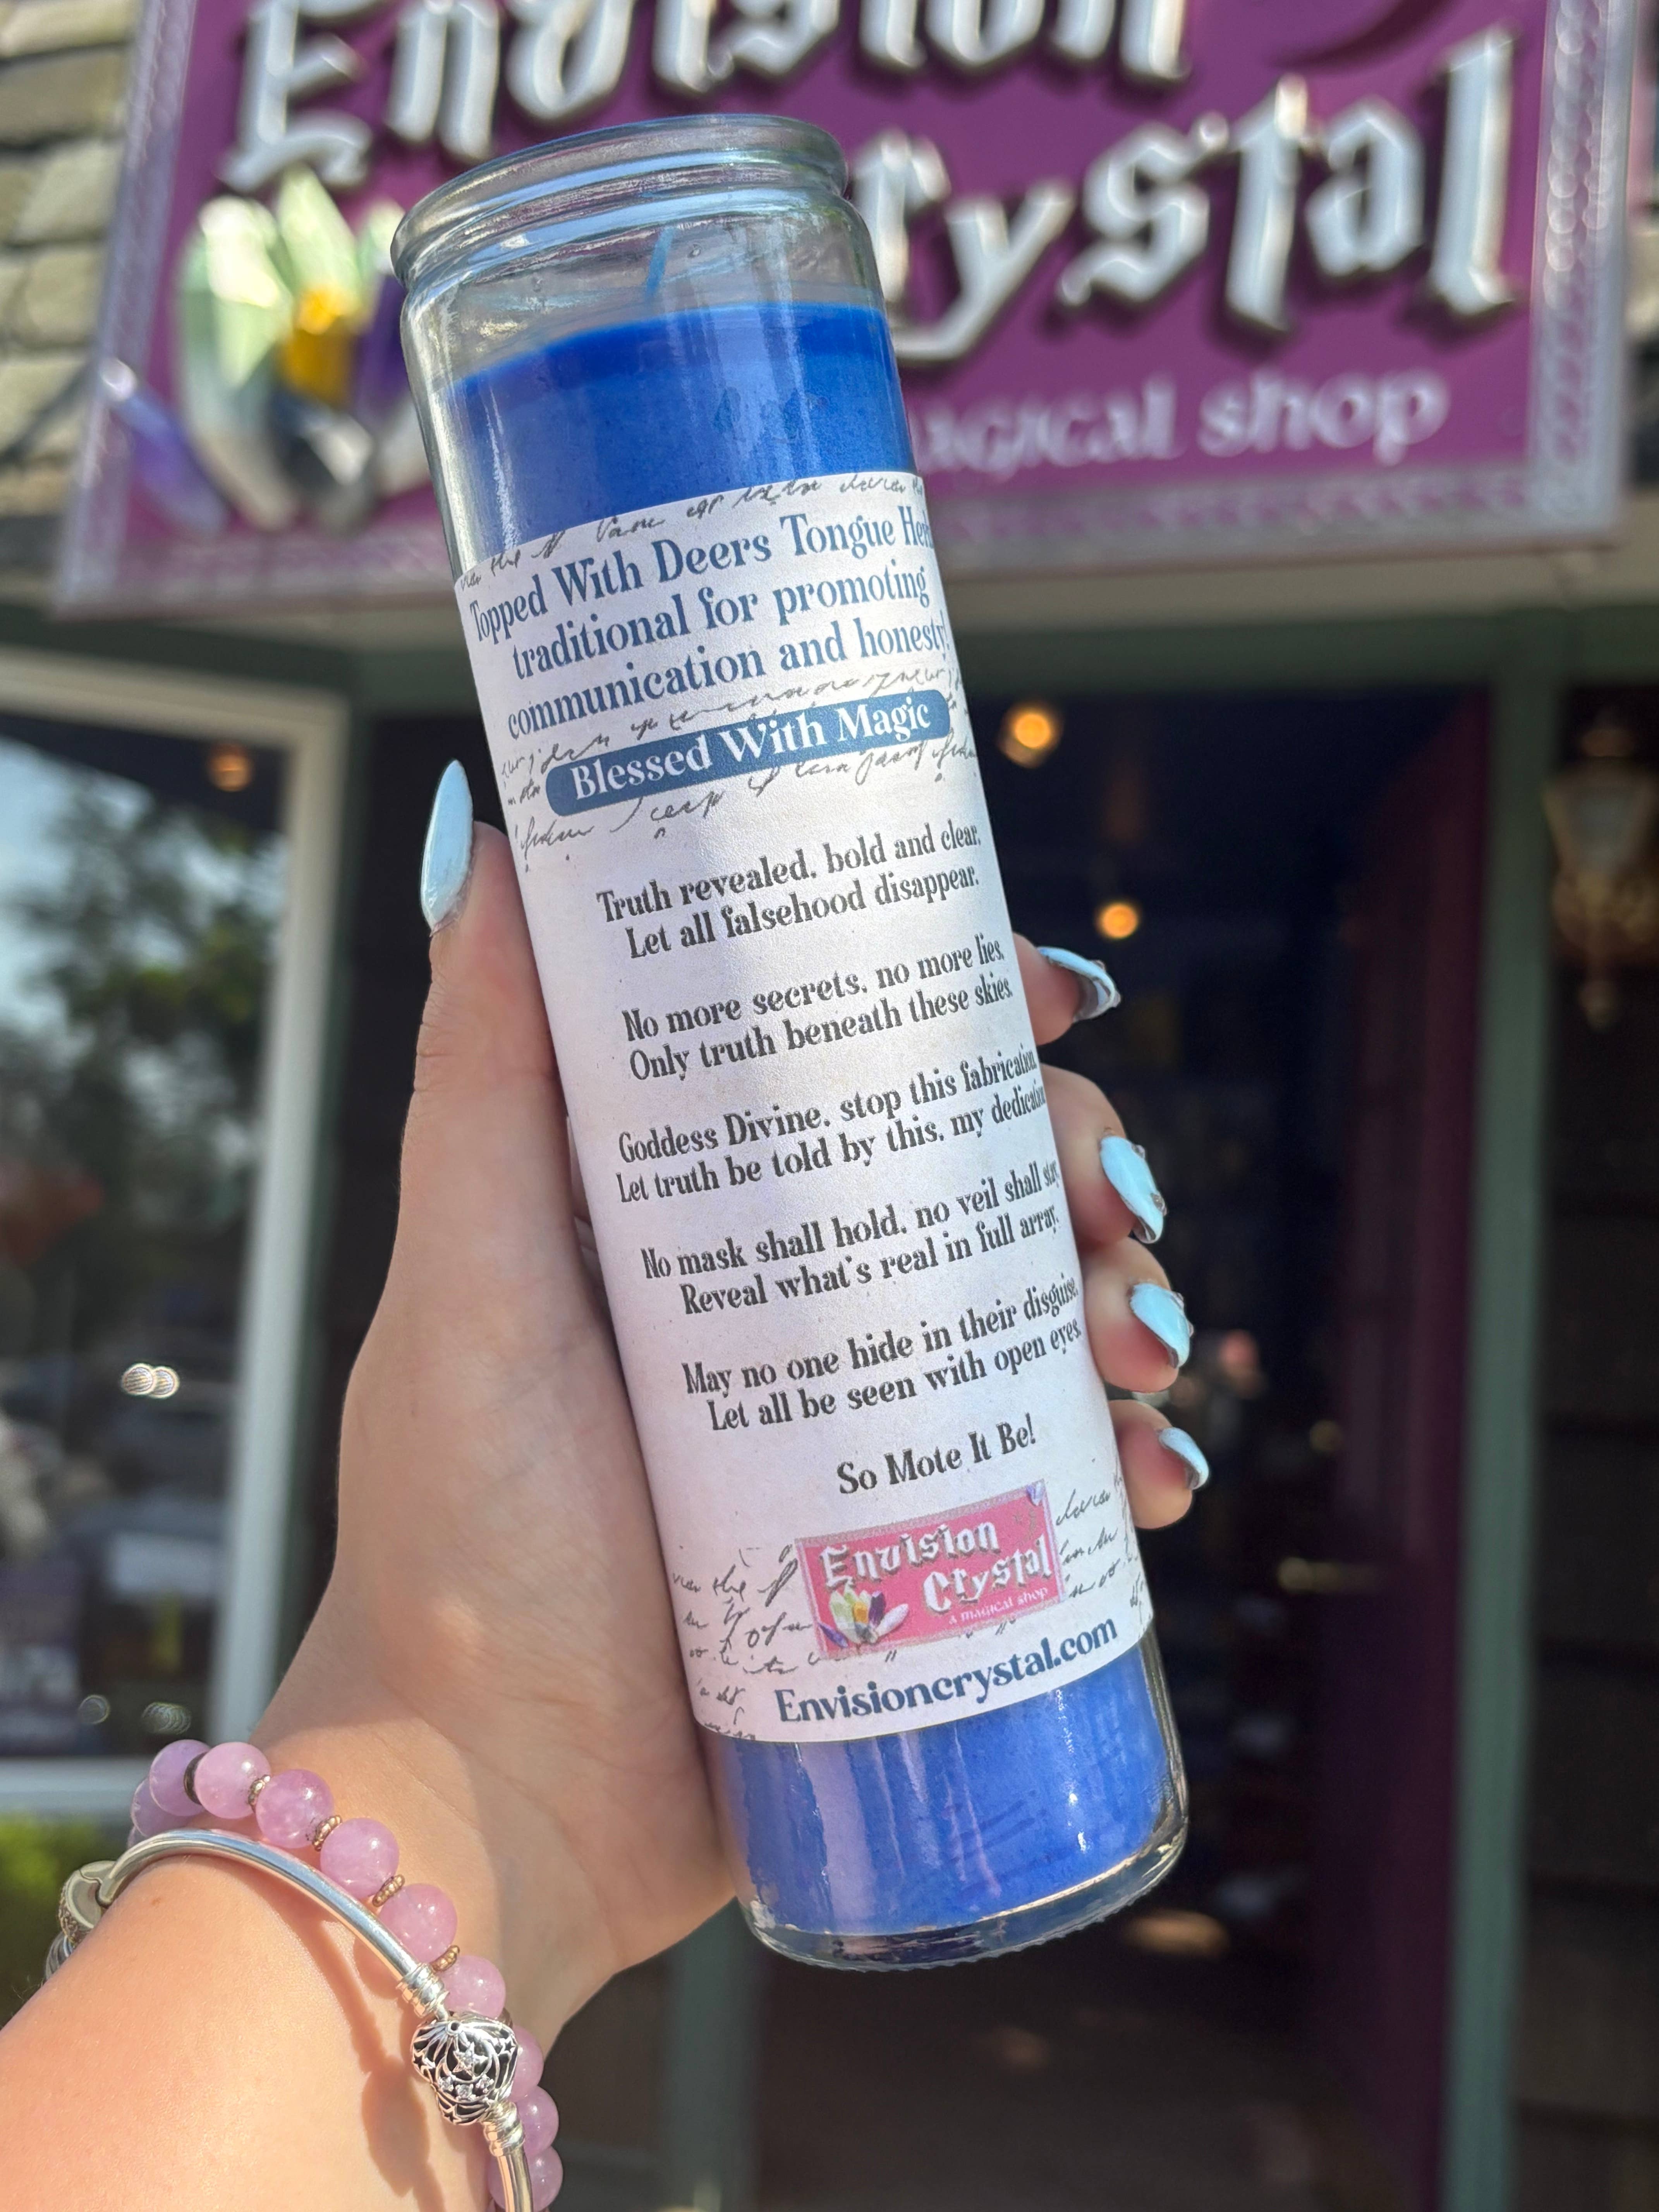 Envision
Crystal
shop
Topped With Deers Tongue
traditional for promoting
communication and honesty!
Blessed With Magic
Truth revealed, bold and clear,
Let all falsehood disappear.
No more secrets, no more lies,
Only truth beneath these skies.
Goddess Divine, stop this fabrication
Let truth be told by this, my dedication
No mask shall hold, no veil shall stay
Reveal what's real in full array.
May no one hide in their disguise,
Let all be seen with open eyes.
So Mote It Be!
Envision
Crystal
a magical shop
Envisioncrystal.com